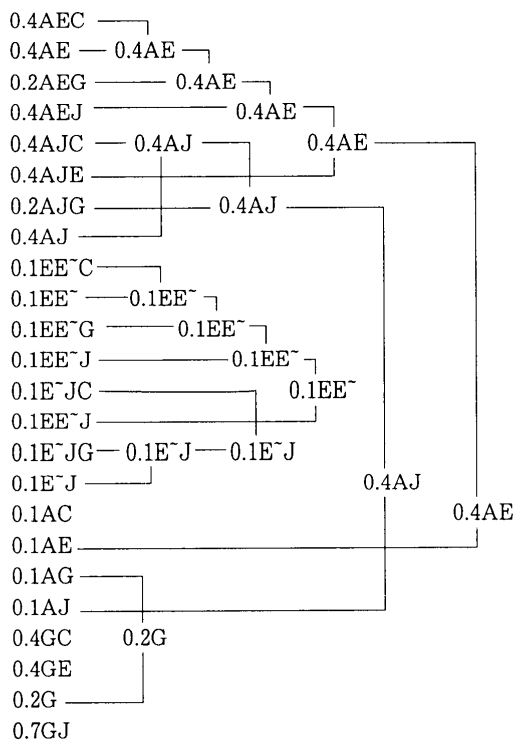 0.4AEC
0.4AE 0.4AE
0.2AEG 0.4AE
0.4AEJ 0.4AE
0.4AJC 0.4AJ 0.4AE
0.4AJE
0.2AJG 0.4AJ
0.4AJ
0.1EE˜C
0.1EE˜ 0.1EE˜
0.1EE˜G 0.1EE˜
0.1EE˜J 0.1EE˜
0.1E˜JC 0.1EE˜
0.1EE˜J
0.1E˜JG 0.1E˜J 0.1E˜J
0.1E˜J 0.4AJ
0.1AC 0.4AE
0.1AE
0.1AG
0.1AJ
0.4GC 0.2G
0.4GE
0.2G
0.7GJ